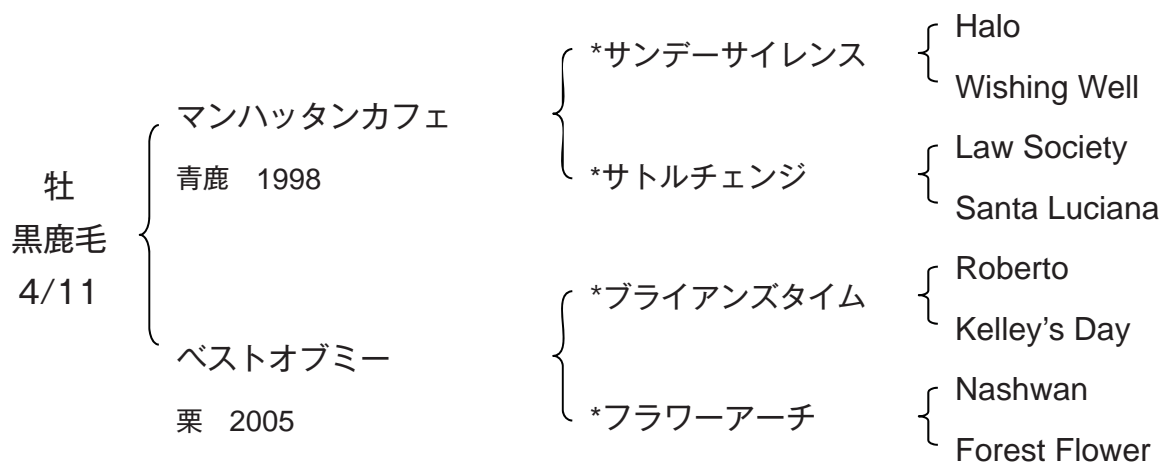 牡
黒鹿毛
4/11
マンハッタンカフェ
青鹿　1998
ベストオブミー
栗　2005
*サンデーサイレンス
*サトルチェンジ
*ブライアンズタイム
*フラワーアーチ
Halo
Wishing Well
Law Society
Santa Luciana
Roberto
Kelley's Day
Nashwan
Forest Flower